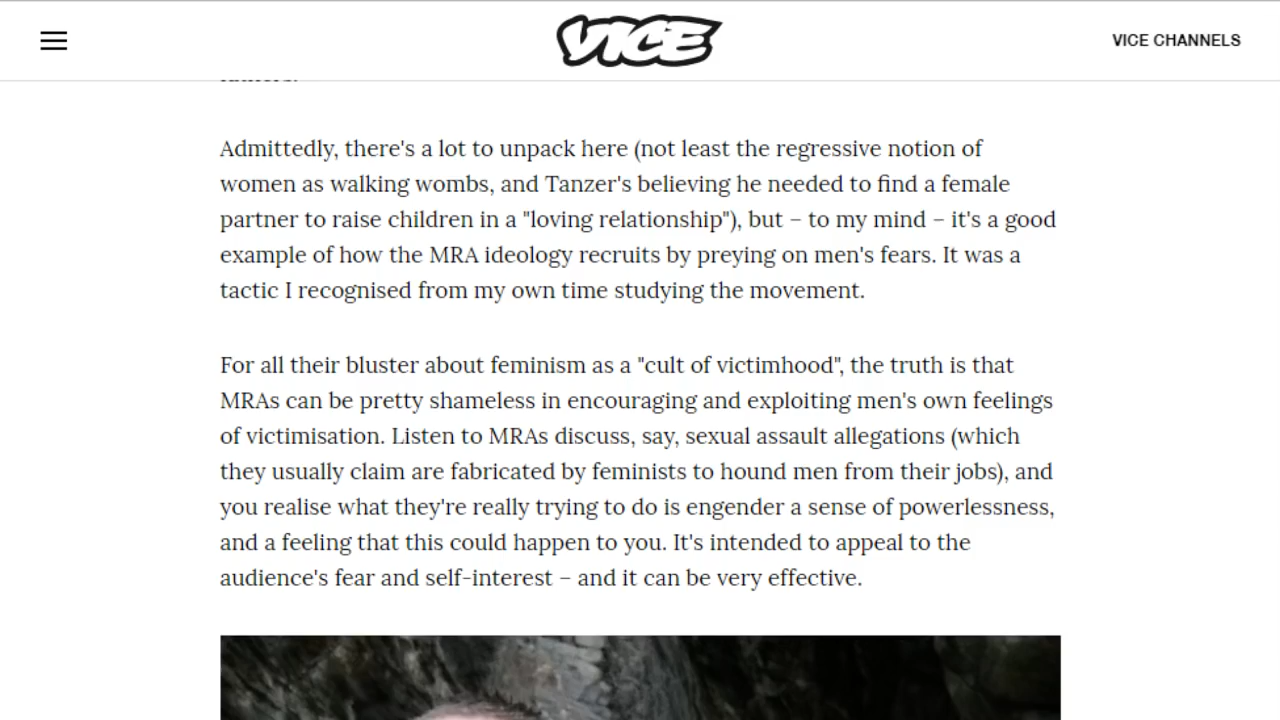 VICE
VICE CHANNELS
Admittedly, there's a lot to unpack here (not least the regressive notion of
women as walking wombs, and Tanzer's believing he needed to find a female
partner to raise children in a "loving relationship"), but – to my mind – it's a good
example of how the MRA ideology recruits by preying on men's fears. It was a
tactic I recognised from my own time studying the movement.
For all their bluster about feminism as a "cult of victimhood", the truth is that
MRAs can be pretty shameless in encouraging and exploiting men's own feelings
of victimisation. Listen to MRAs discuss, say, sexual assault allegations (which
they usually claim are fabricated by feminists to hound men from their jobs), and
you realise what they're really trying to do is engender a sense of powerlessness,
and a feeling that this could happen to you. It's intended to appeal to the
audience's fear and self-interest – and it can be very effective.